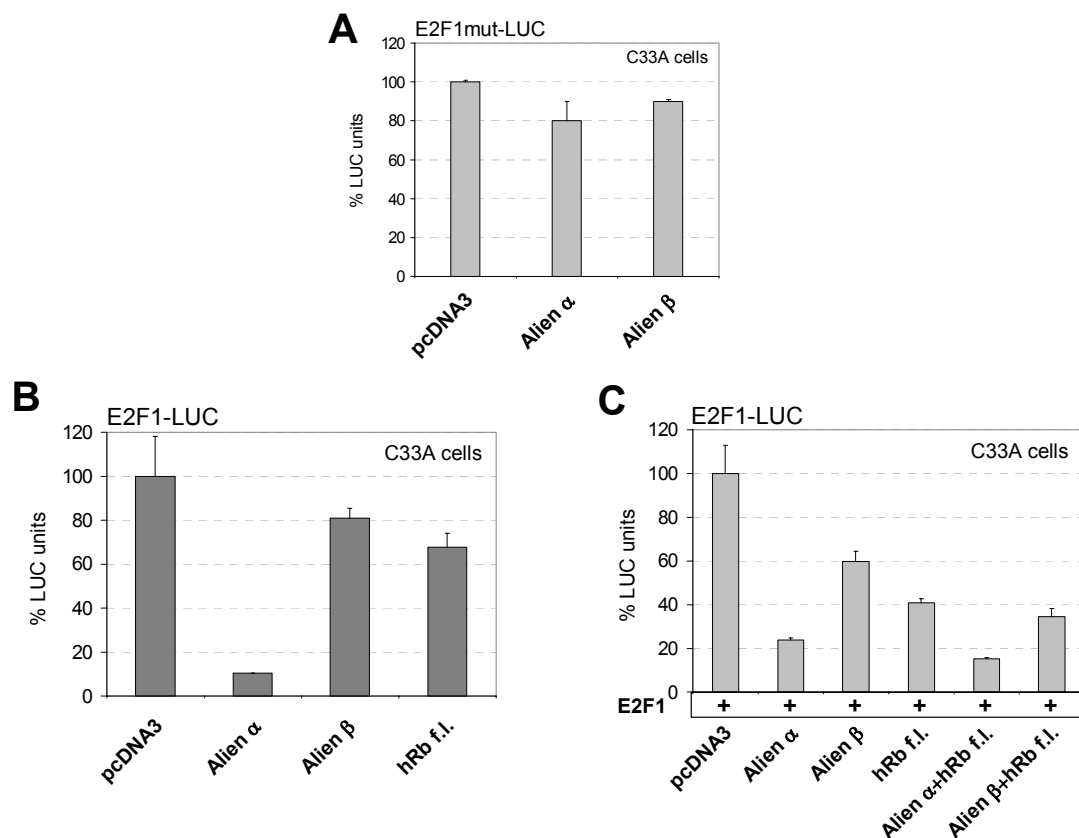 A
E2F1mut-LUC
C33A cells
% LUC units
120
100
80
60
40
20
0
pcDNA3
Alien α
Alien β
B
E2F1-LUC
C33A cells
% LUC units
120
100
80
60
40
20
0
pcDNA3
Alien α
Alien β
hRb f.l.
C
E2F1-LUC
C33A cells
% LUC units
120
100
80
60
40
20
0
E2F1 + + + + + +
pcDNA3
Alien α
Alien β
hRb f.l.
Alien α+hRb f.l.
Alien β+hRb f.l.